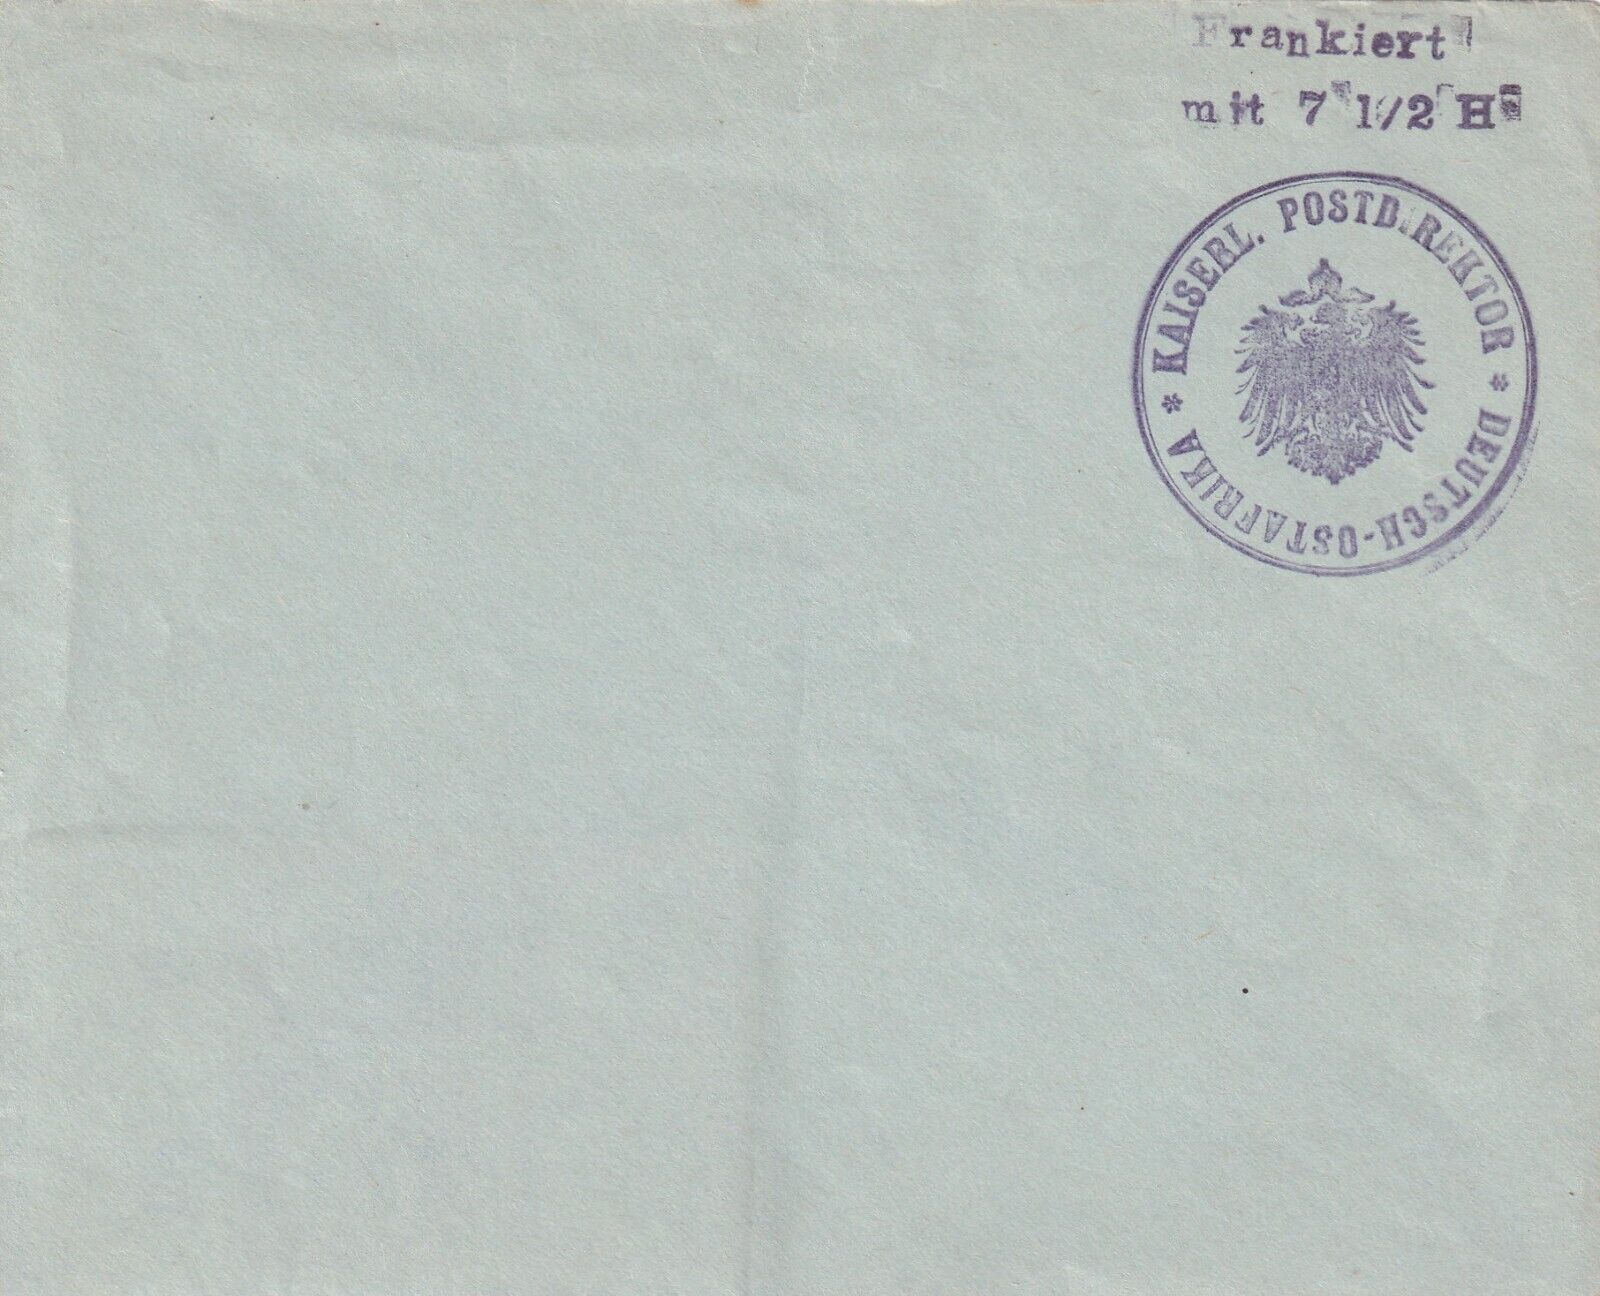 Frankiert
mit 7 1/2 H
KAISERL. POSTDIREKTOR
* DEUTSCH-OSTAFRIKA *